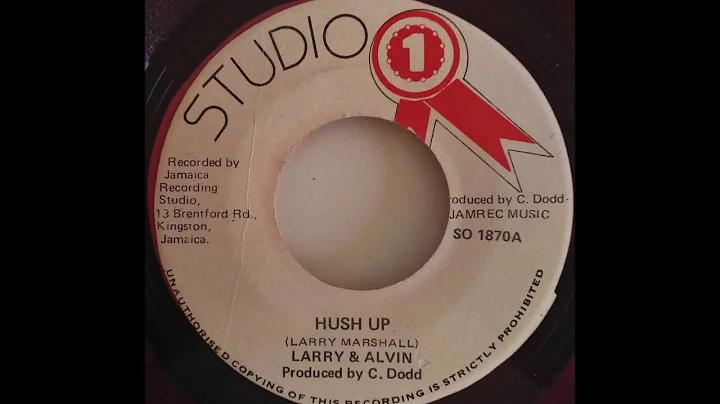 STUDIO 1
Recorded by
Jamaica
Recording
Studio,
13 Brentford Rd.,
Kingston,
Jamaica.
roduced by C. Dodd
JAMREC MUSIC
SO 1870A
HUSH UP
(LARRY MARSHALL)
LARRY & ALVIN
Produced by C. Dodd
UNAUTHORISED COPYING OF THIS RECORDING IS STRICTLY PROHIBITED